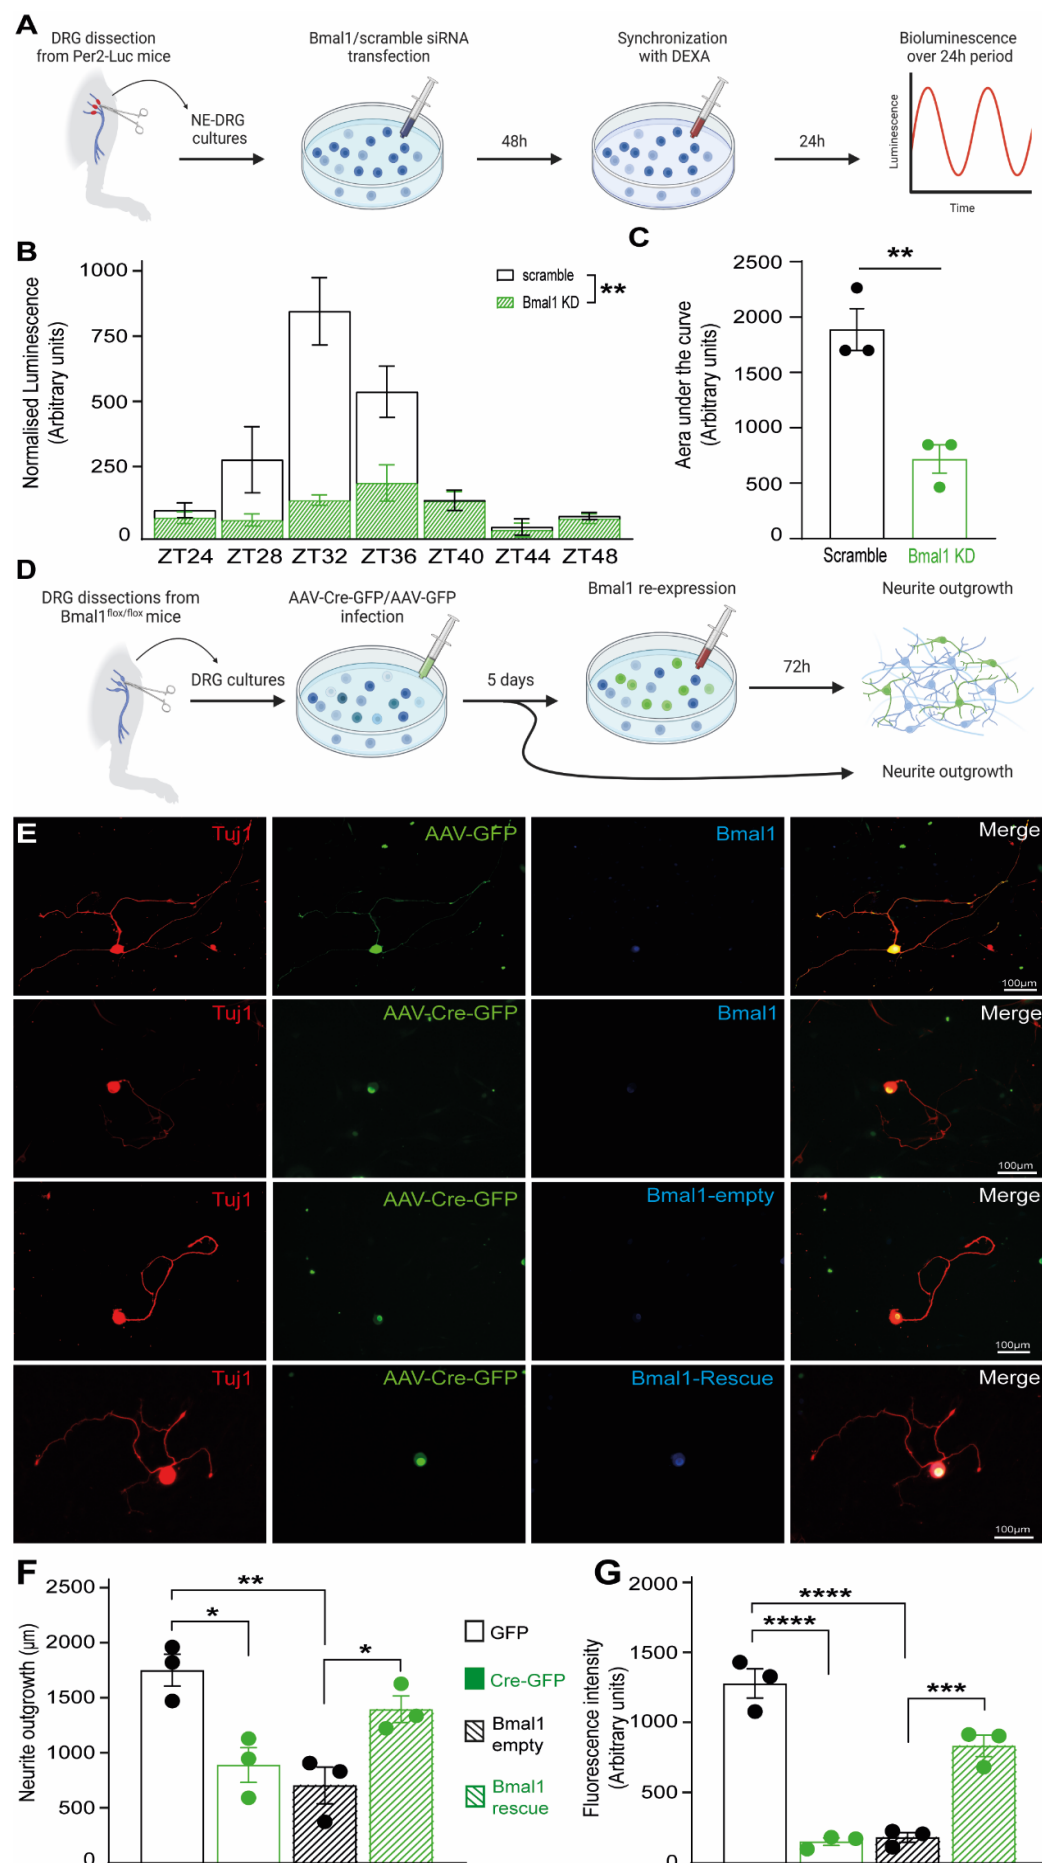 A
DRG dissection
from Per2-Luc mice
Bmal1/scramble siRNA
transfection
Synchronization
with DEXA
Bioluminescence
over 24h period
NE-DRG
cultures
48h
24h
Luminescence
Time
B
Normalised Luminescence
(Arbitrary units)
1000
750
500
250
0
scramble
Bmal1 KD
**
ZT24 ZT28 ZT32 ZT36 ZT40 ZT44 ZT48
C
Aera under the curve
(Arbitrary units)
2500
2000
1500
1000
500
0
**
Scramble Bmal1 KD
D
DRG dissections from
Bmal1flox/flox mice
AAV-Cre-GFP/AAV-GFP
infection
Bmal1 re-expression
Neurite outgrowth
DRG cultures
5 days
72h
Neurite outgrowth
E
Tuj1 AAV-GFP Bmal1 Merge
100µm
Tuj1 AAV-Cre-GFP Bmal1 Merge
100µm
Tuj1 AAV-Cre-GFP Bmal1-empty Merge
100µm
Tuj1 AAV-Cre-GFP Bmal1-Rescue Merge
100µm
F
Neurite outgrowth (µm)
2500
2000
1500
1000
500
0
**
*
*
GFP
Cre-GFP
Bmal1
empty
Bmal1
rescue
G
Fluorescence intensity
(Arbitrary units)
2000
1500
1000
500
0
****
****
***